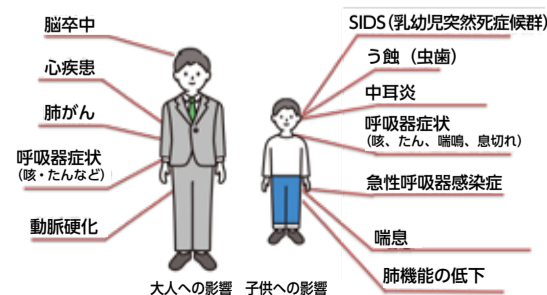 脳卒中
心疾患
肺がん
呼吸器症状
(咳・たんなど)
動脈硬化
大人への影響
SIDS(乳幼児突然死症候群)
う蝕(虫歯)
中耳炎
呼吸器症状
(咳、たん、喘鳴、息切れ)
急性呼吸器感染症
喘息
肺機能の低下
子供への影響